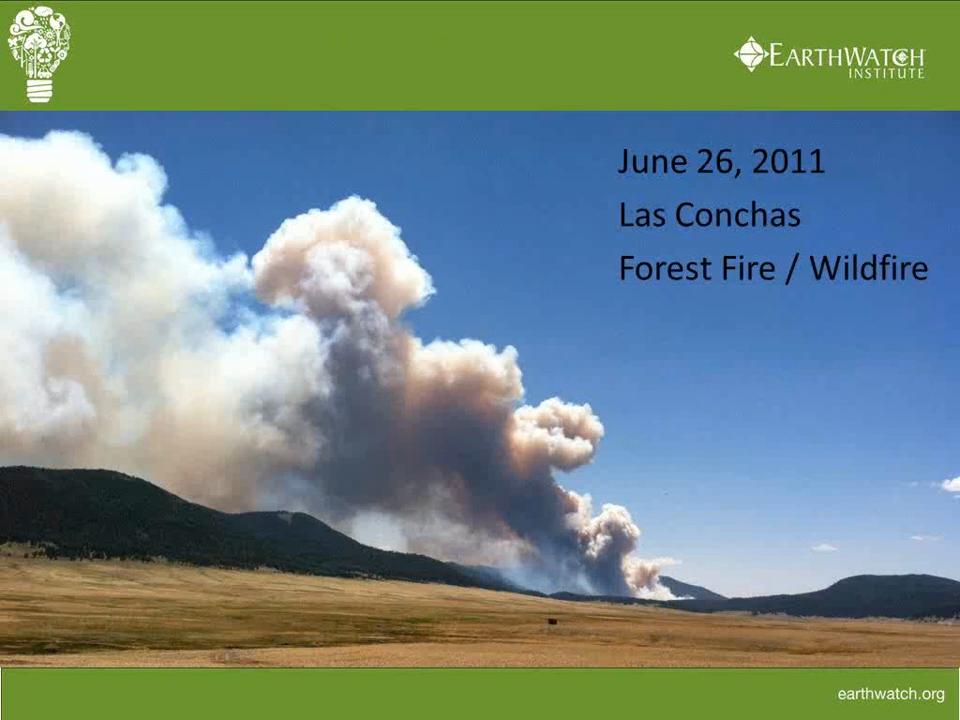 EARTHWATCH
INSTITUTE
June 26, 2011
Las Conchas
Forest Fire / Wildfire
earthwatch.org